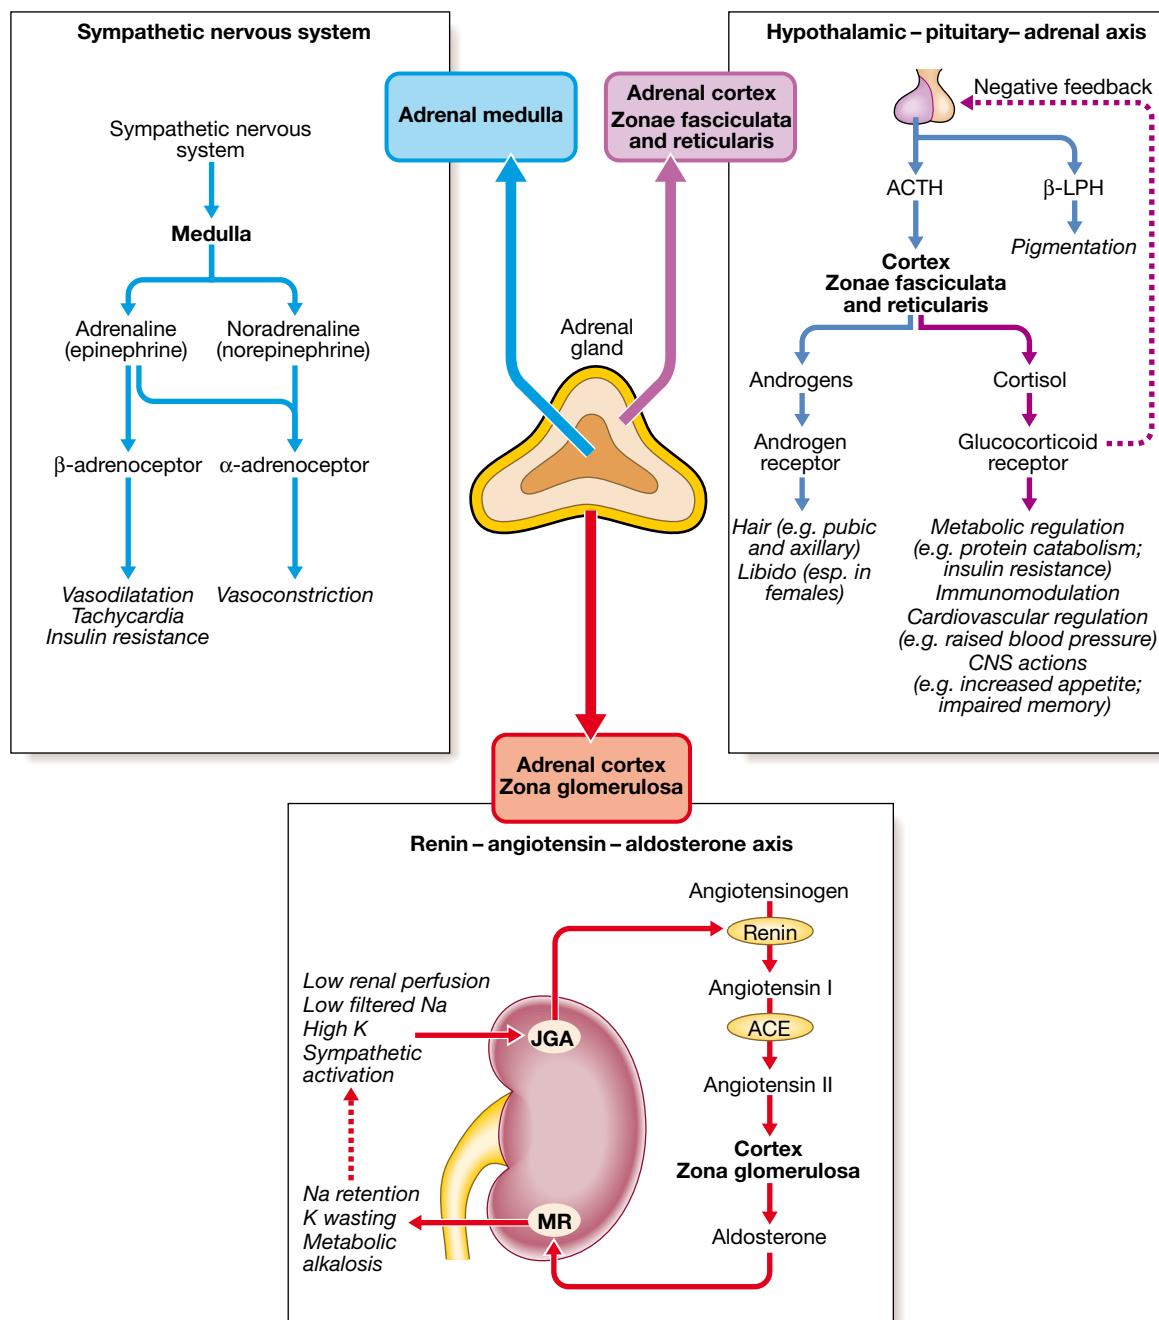 Sympathetic nervous system
Sympathetic nervous
system
Medulla
Adrenaline
(epinephrine)
Noradrenaline
(norepinephrine)
β-adrenoceptor
α-adrenoceptor
Vasodilatation
Tachycardia
Insulin resistance
Vasoconstriction
Adrenal medulla
Adrenal cortex
Zonae fasciculata
and reticularis
Adrenal
gland
Hypothalamic – pituitary– adrenal axis
Negative feedback
ACTH
β-LPH
Pigmentation
Cortex
Zonae fasciculata
and reticularis
Androgens
Cortisol
Androgen
receptor
Glucocorticoid
receptor
Hair (e.g. pubic
and axillary)
Libido (esp. in
females)
Metabolic regulation
(e.g. protein catabolism;
insulin resistance)
Immunomodulation
Cardiovascular regulation
(e.g. raised blood pressure)
CNS actions
(e.g. increased appetite;
impaired memory)
Adrenal cortex
Zona glomerulosa
Renin – angiotensin – aldosterone axis
Angiotensinogen
Renin
Angiotensin I
ACE
Angiotensin II
Cortex
Zona glomerulosa
Aldosterone
Low renal perfusion
Low filtered Na
High K
Sympathetic
activation
JGA
MR
Na retention
K wasting
Metabolic
alkalosis